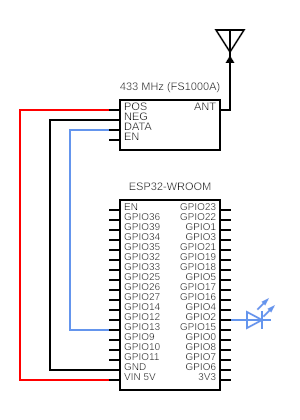 433 MHz (FS1000A)
POS ANT
NEG
DATA
EN
ESP32-WROOM
EN GPIO23
GPIO36 GPIO22
GPIO39 GPIO1
GPIO34 GPIO3
GPIO35 GPIO21
GPIO32 GPIO19
GPIO33 GPIO18
GPIO25 GPIO5
GPIO26 GPIO17
GPIO27 GPIO16
GPIO14 GPIO4
GPIO12 GPIO2
GPIO13 GPIO15
GPIO9 GPIO0
GPIO10 GPIO8
GPIO11 GPIO7
GND GPIO6
VIN 5V 3V3